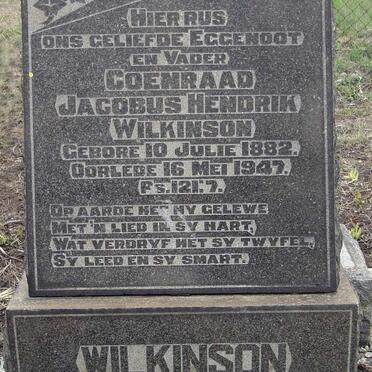 HIER RUS
ONS GELIEFDE EGGENOOT
EN VADER
COENRAAD
JACOBUS HENDRIK
WILKINSON
GEBORE 10 JULIE 1882.
OORLEDE 16 MEI 1947.
PS. 121:7.
OP AARDE HET HY GELEWE
MET 'N LIED IN SY HART,
WAT VERDRYF HET SY TWYFEL,
SY LEED EN SY SMART.
WILKINSON